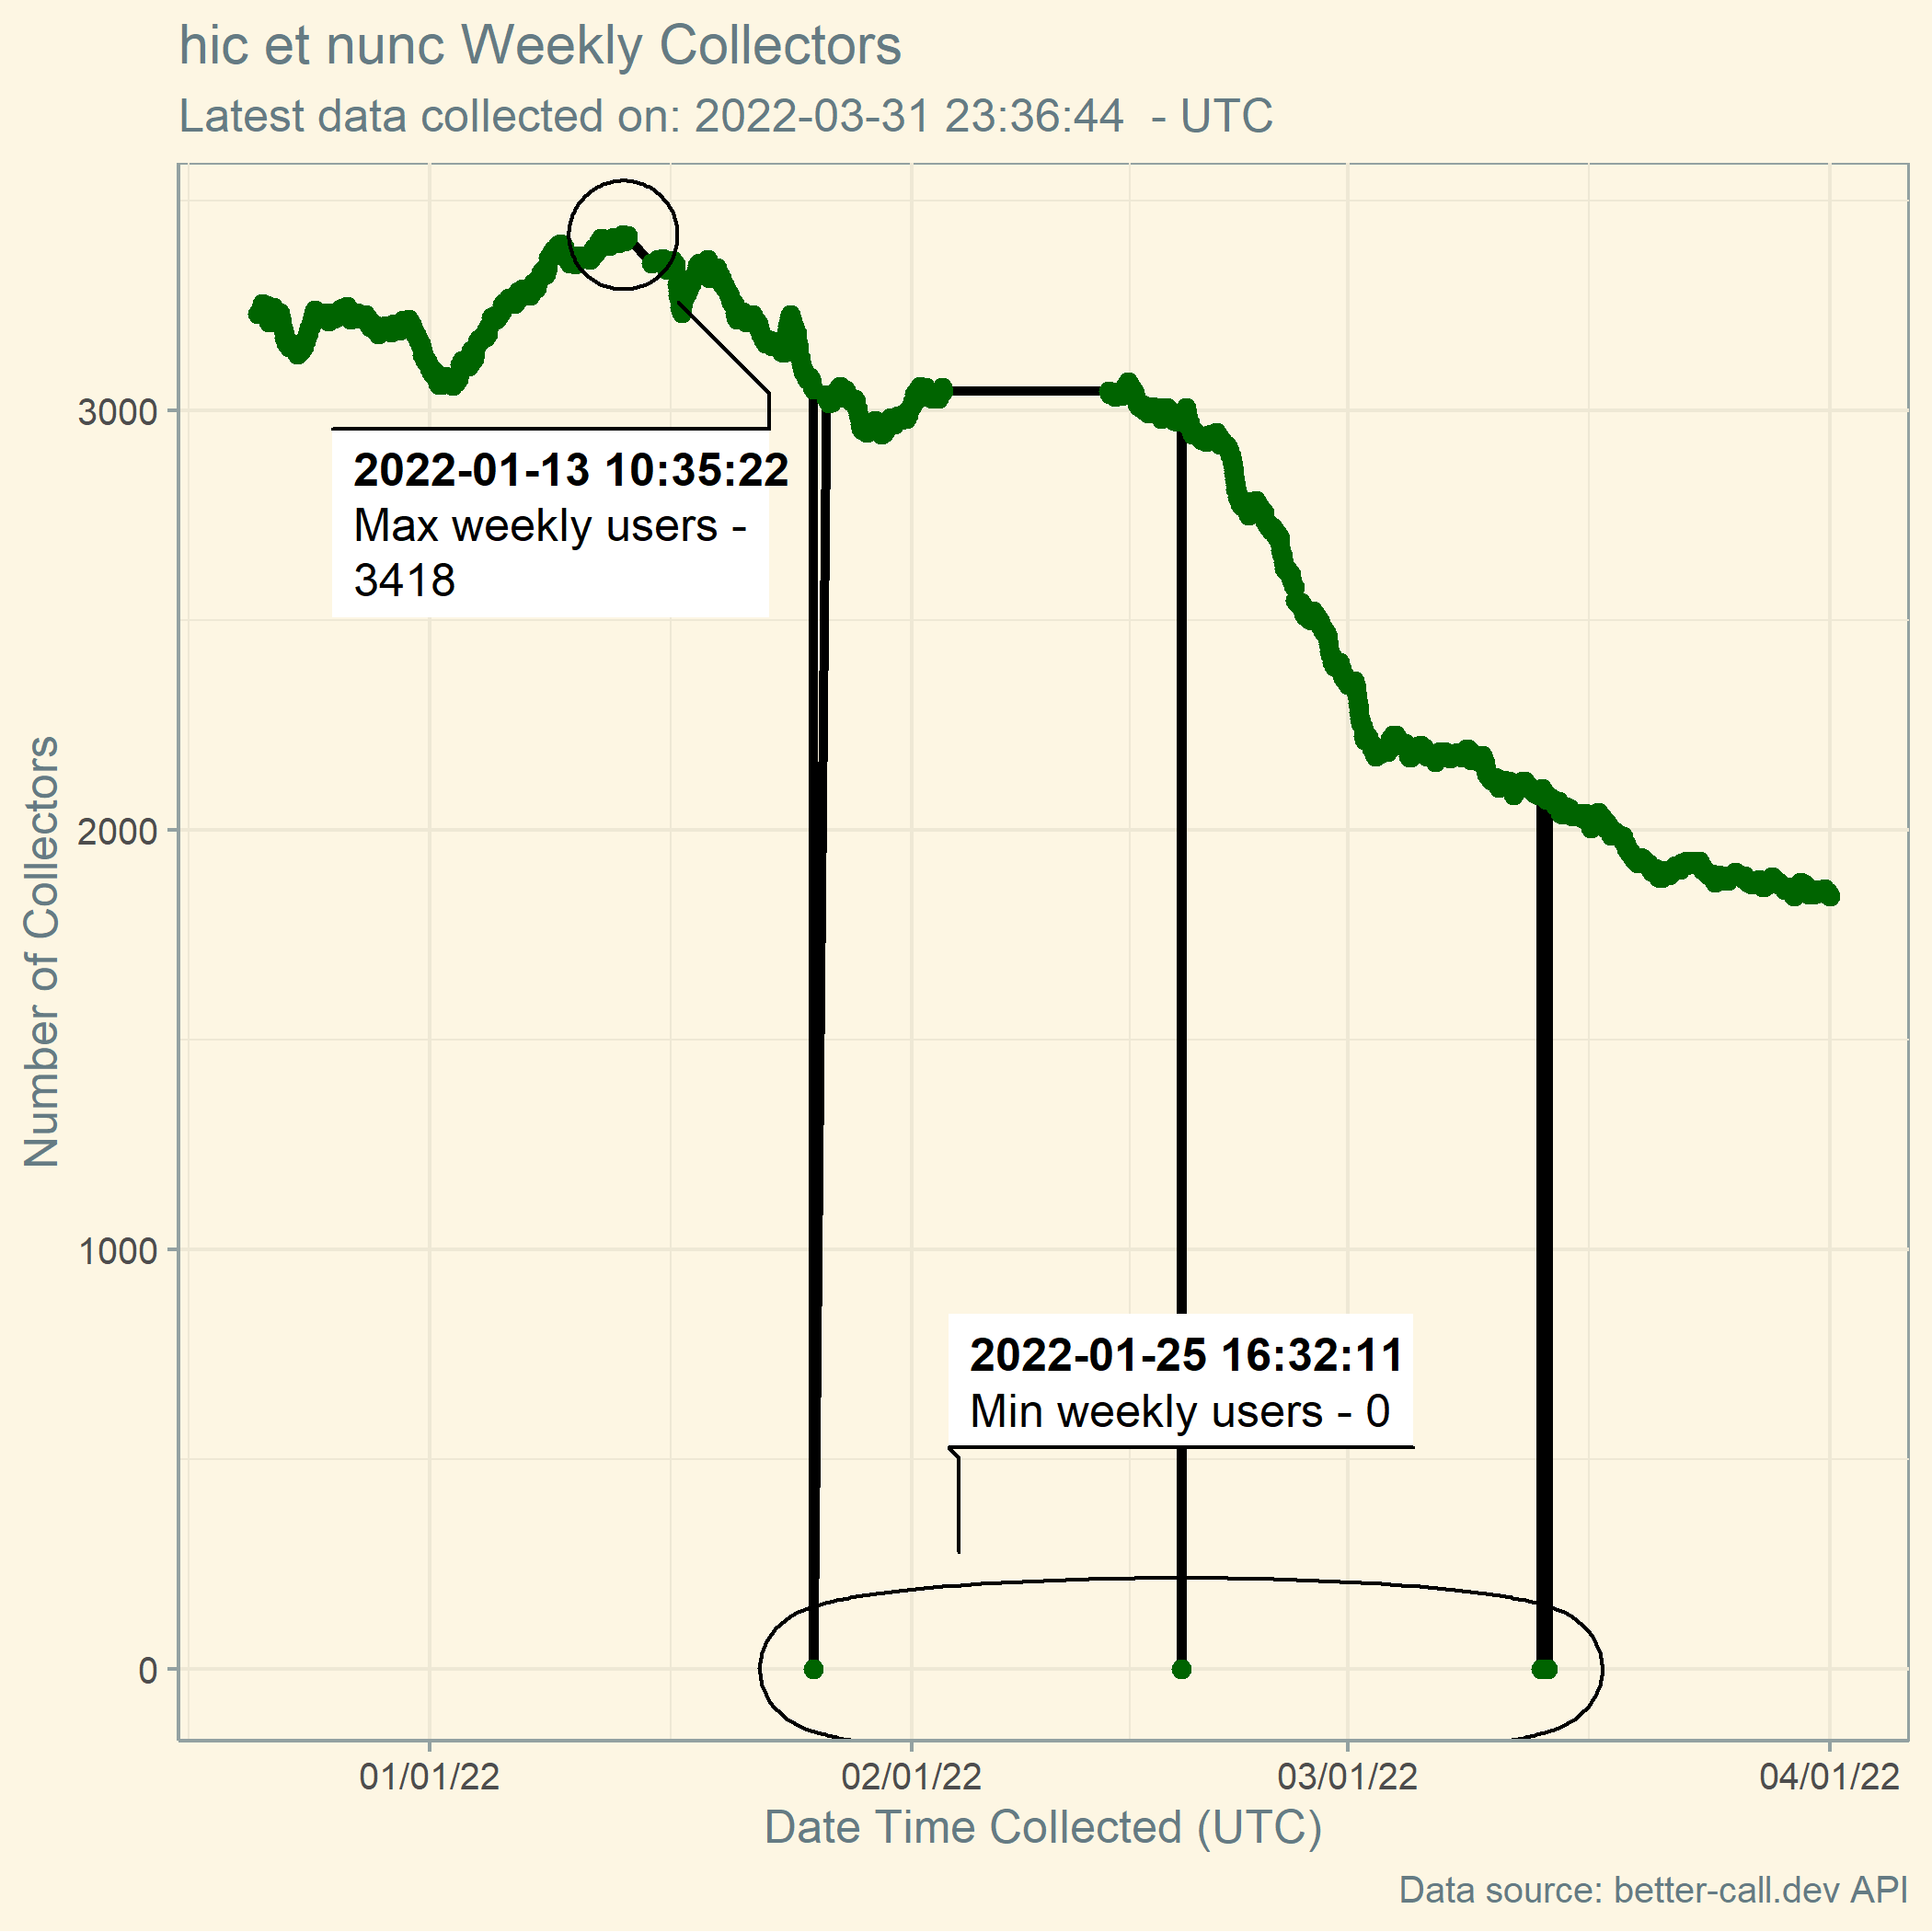 hic et nunc Weekly Collectors
Latest data collected on: 2022-03-31 23:36:44  - UTC
Number of Collectors
3000
2000
1000
0
2022-01-13 10:35:22
Max weekly users -
3418
2022-01-25 16:32:11
Min weekly users - 0
01/01/22
02/01/22
03/01/22
04/01/22
Date Time Collected (UTC)
Data source: better-call.dev API